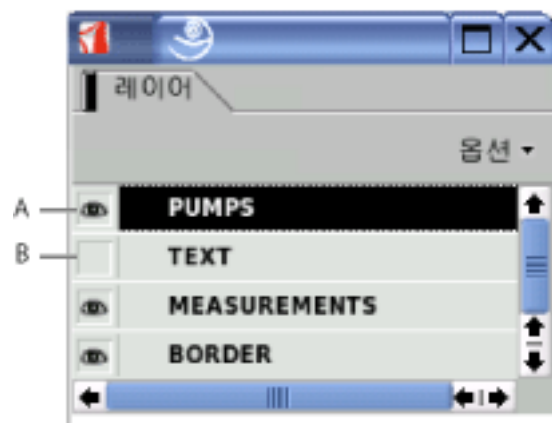 레이어
옵션
A PUMPS
B TEXT
MEASUREMENTS
BORDER